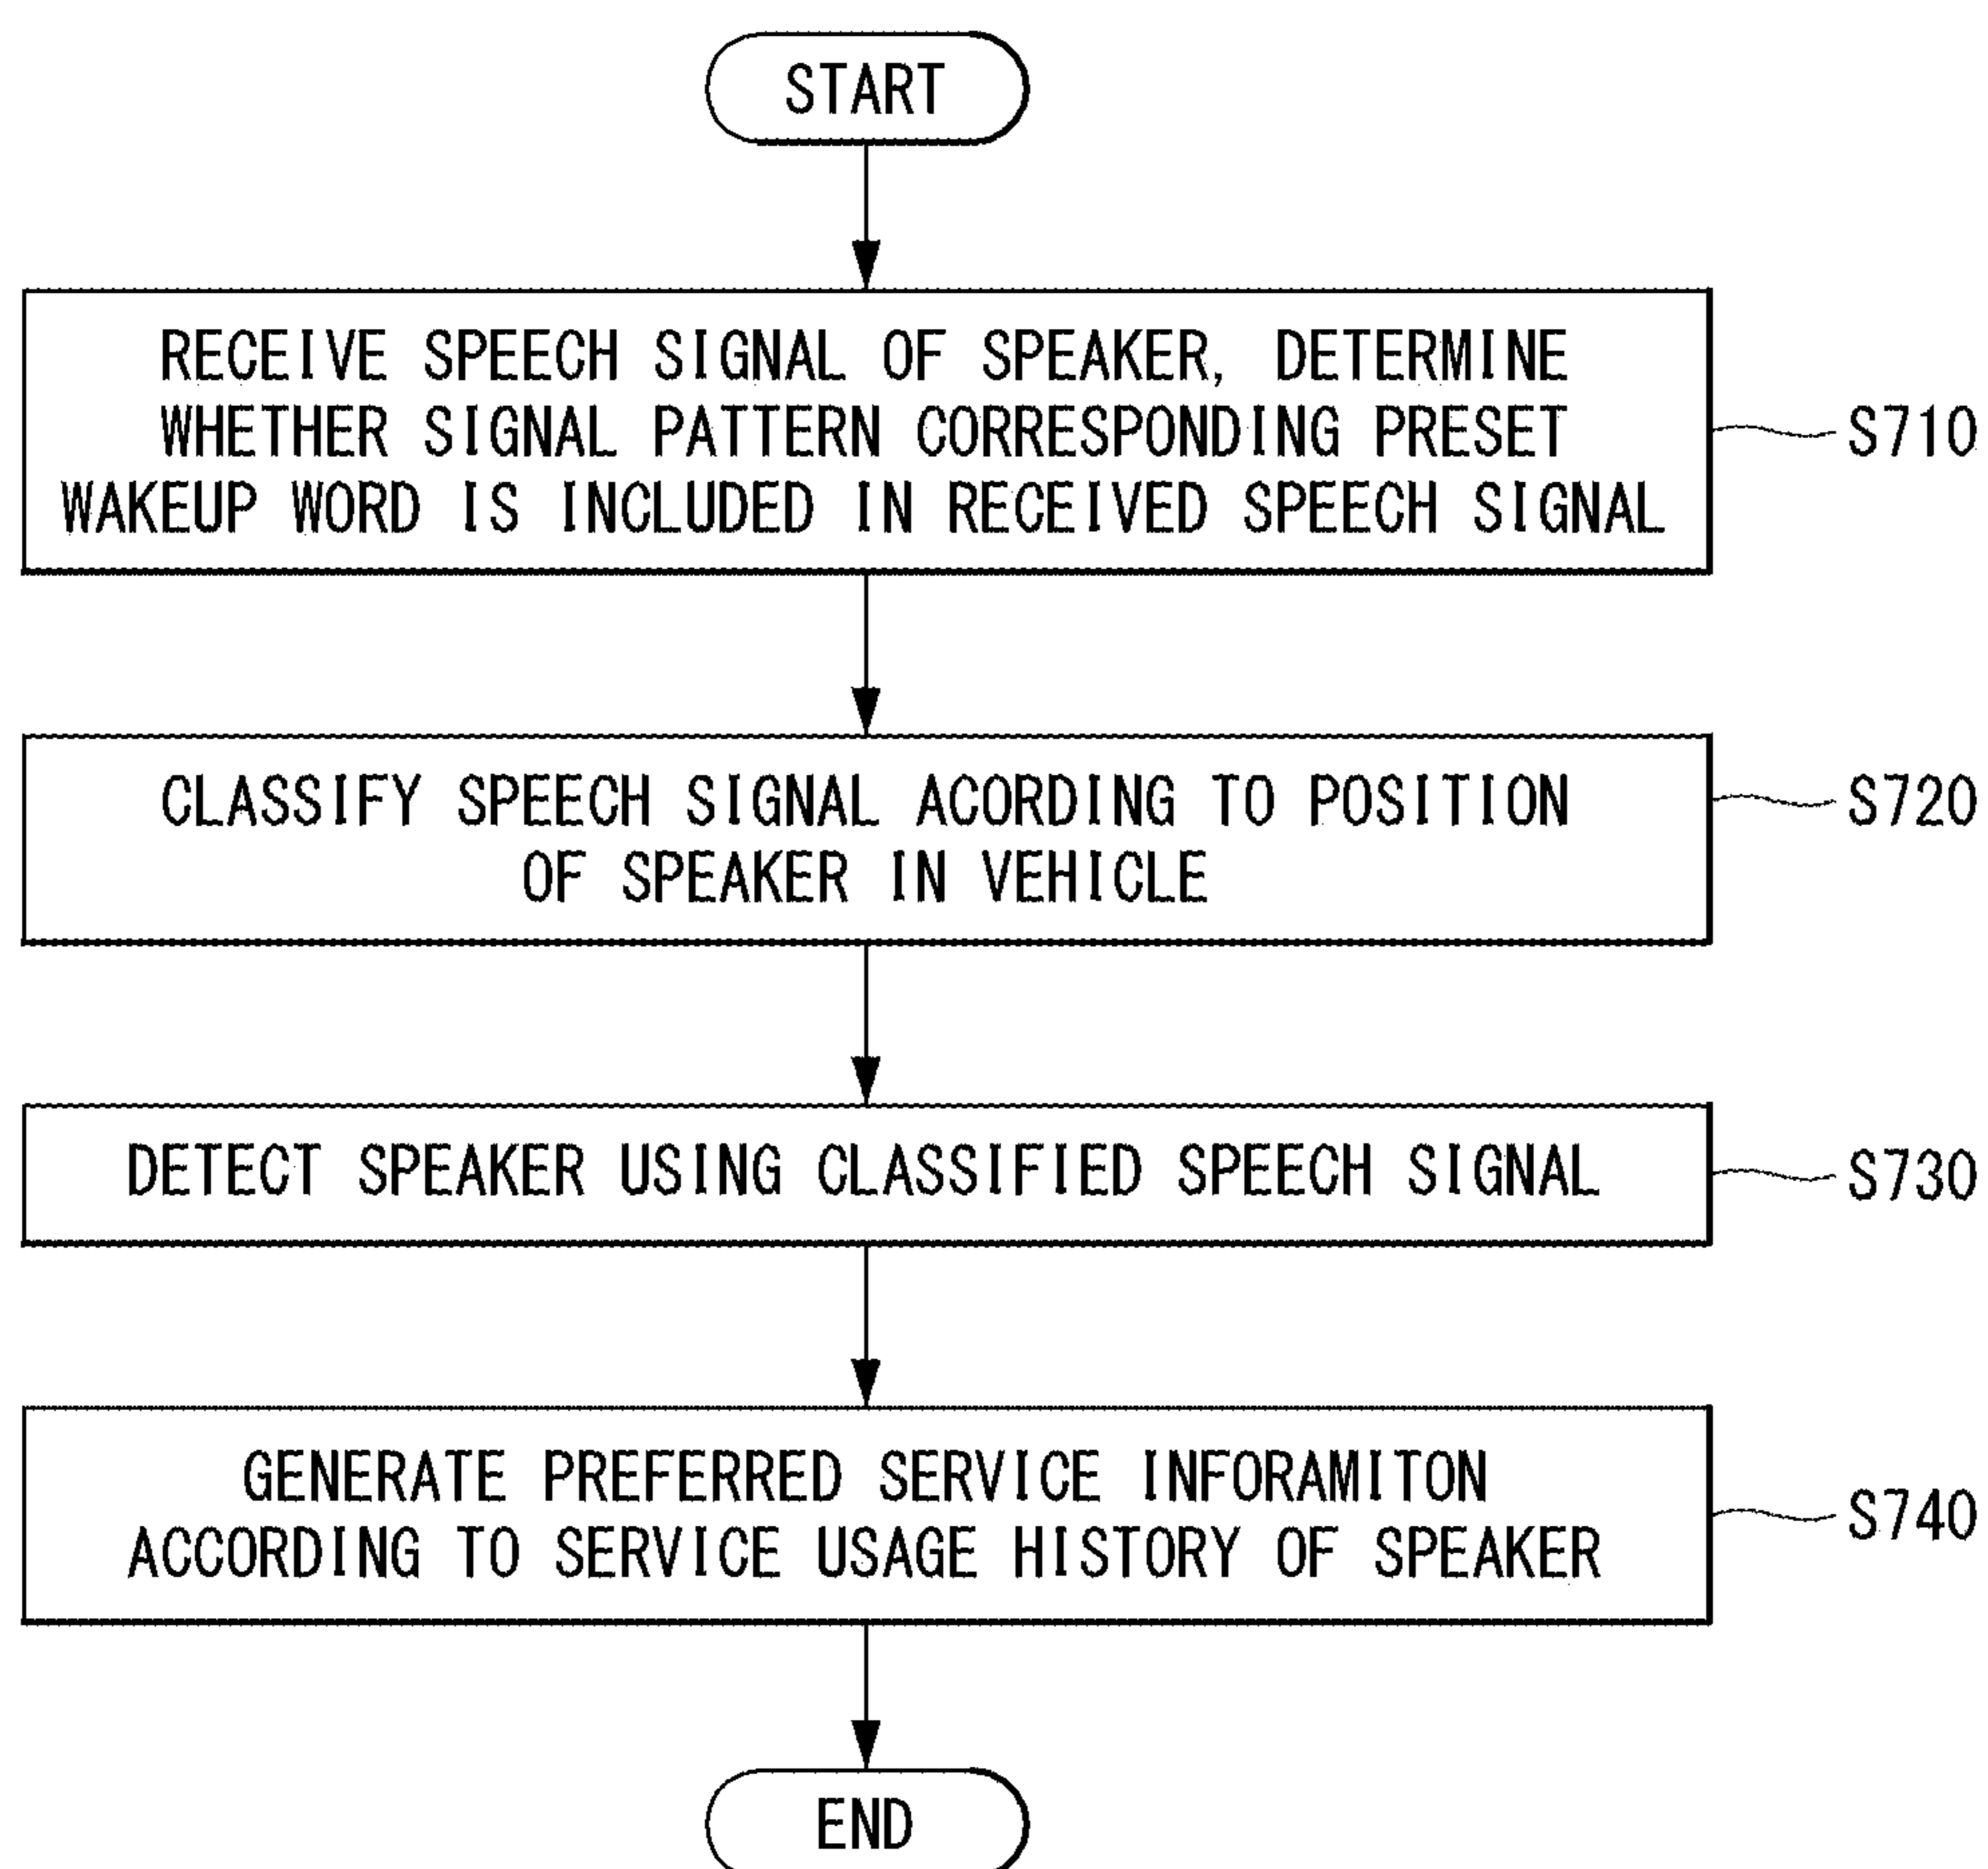 START
RECEIVE SPEECH SIGNAL OF SPEAKER, DETERMINE
WHETHER SIGNAL PATTERN CORRESPONDING PRESET
WAKEUP WORD IS INCLUDED IN RECEIVED SPEECH SIGNAL
S710
CLASSIFY SPEECH SIGNAL ACORDING TO POSITION
OF SPEAKER IN VEHICLE
S720
DETECT SPEAKER USING CLASSIFIED SPEECH SIGNAL
S730
GENERATE PREFERRED SERVICE INFORAMITON
ACCORDING TO SERVICE USAGE HISTORY OF SPEAKER
S740
END